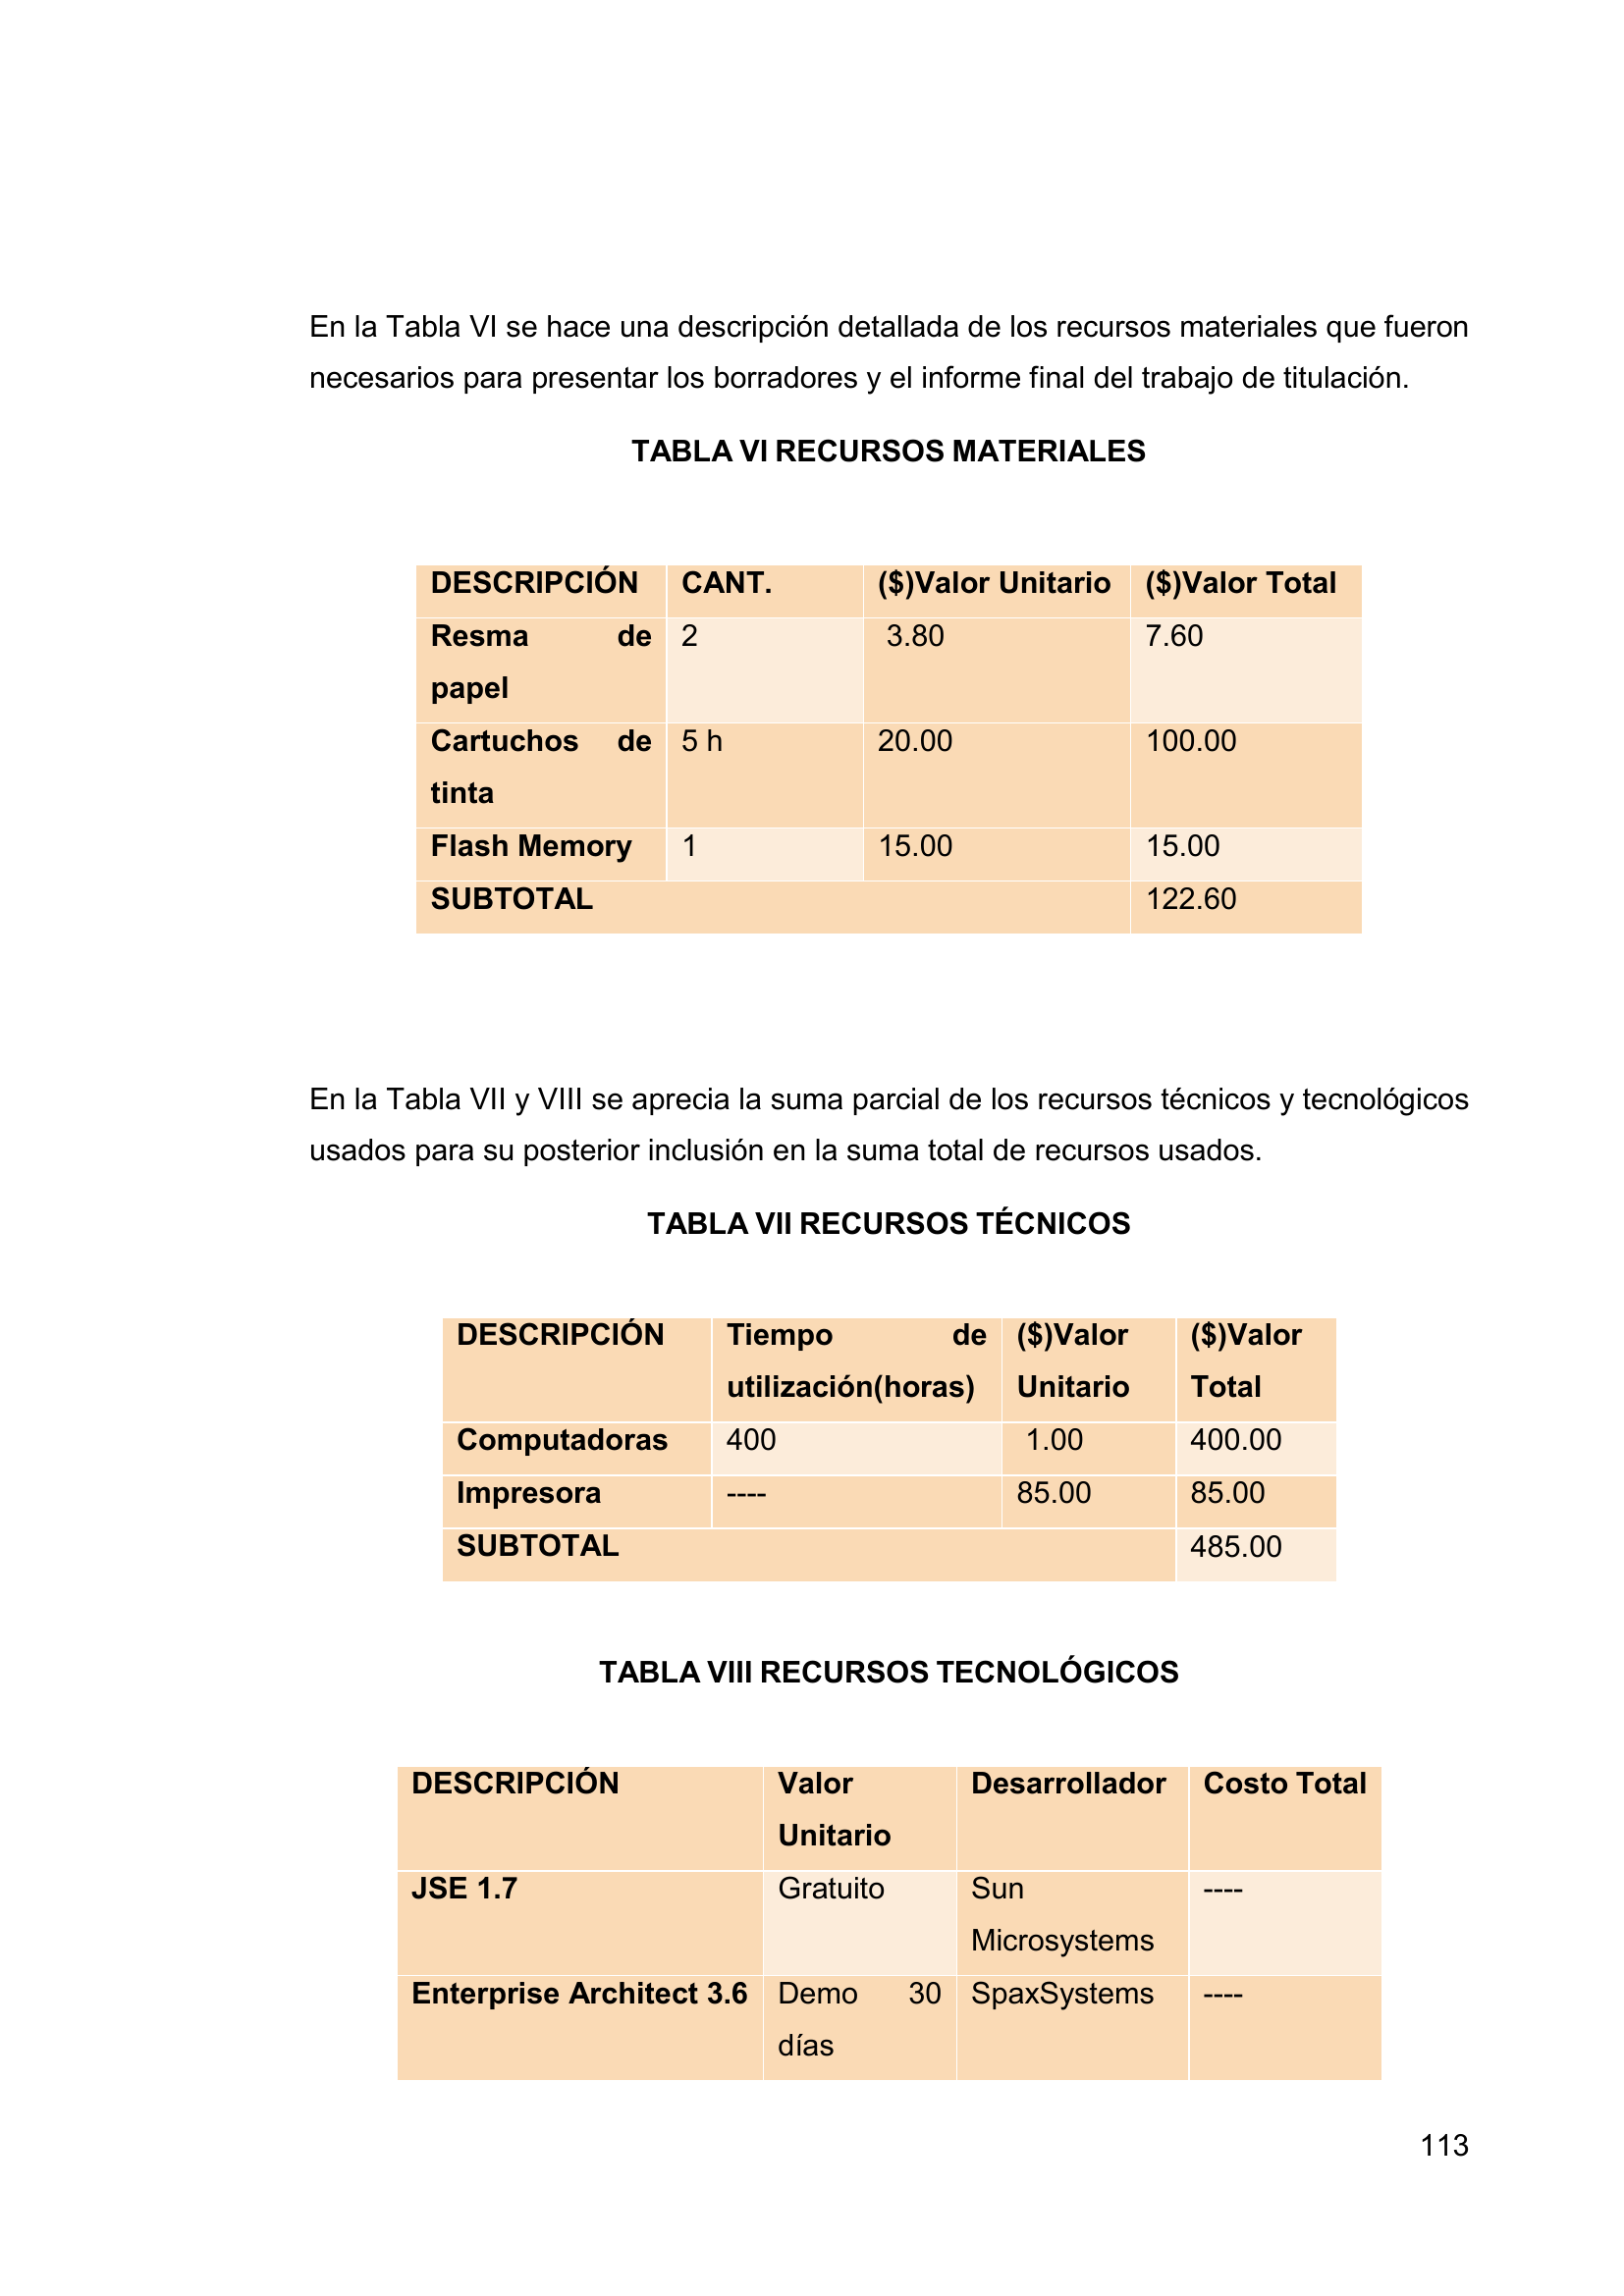 En la Tabla VI se hace una descripción detallada de los recursos materiales que fueron
necesarios para presentar los borradores y el informe final del trabajo de titulación.
TABLA VI RECURSOS MATERIALES
DESCRIPCIÓN CANT. ($)Valor Unitario ($)Valor Total
Resma de papel 2 3.80 7.60
Cartuchos de tinta 5 h 20.00 100.00
Flash Memory 1 15.00 15.00
SUBTOTAL 122.60
En la Tabla VII y VIII se aprecia la suma parcial de los recursos técnicos y tecnológicos
usados para su posterior inclusión en la suma total de recursos usados.
TABLA VII RECURSOS TÉCNICOS
DESCRIPCIÓN Tiempo de utilización(horas) ($)Valor Unitario ($)Valor Total
Computadoras 400 1.00 400.00
Impresora ---- 85.00 85.00
SUBTOTAL 485.00
TABLA VIII RECURSOS TECNOLÓGICOS
DESCRIPCIÓN Valor Unitario Desarrollador Costo Total
JSE 1.7 Gratuito Sun Microsystems ----
Enterprise Architect 3.6 Demo 30 días SpaxSystems ----
113